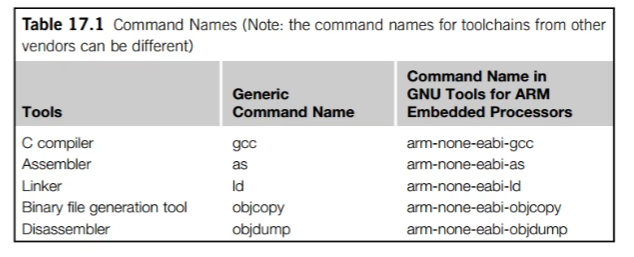 Table 17.1 Command Names (Note: the command names for toolchains from other
vendors can be different)
Tools Generic Command Name Command Name in GNU Tools for ARM Embedded Processors
C compiler gcc arm-none-eabi-gcc
Assembler as arm-none-eabi-as
Linker ld arm-none-eabi-ld
Binary file generation tool objcopy arm-none-eabi-objcopy
Disassembler objdump arm-none-eabi-objdump